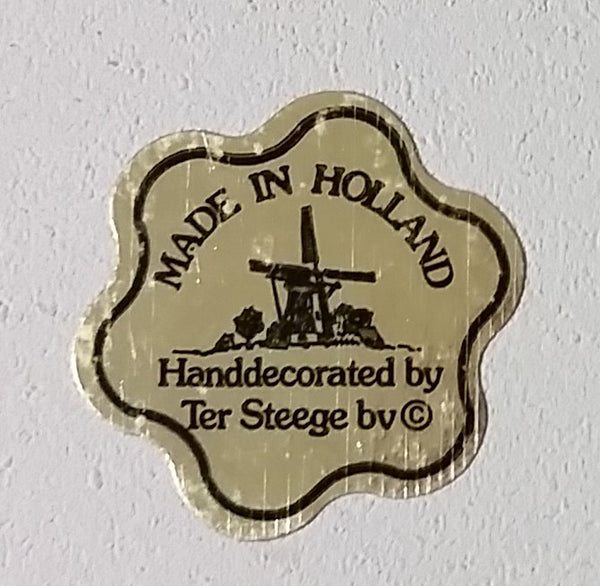 MADE IN HOLLAND
Handdecorated by
Ter Steege bv©